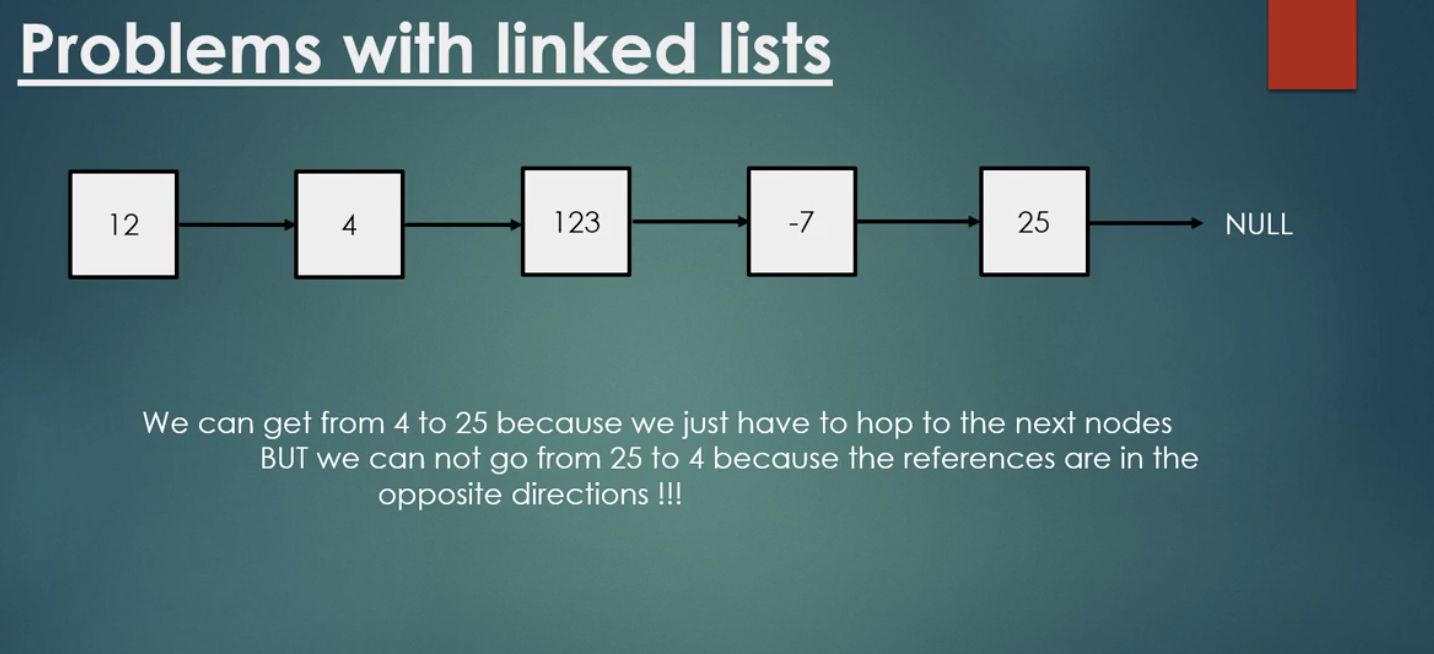 Problems with linked lists
12 4 123 -7 25 NULL
We can get from 4 to 25 because we just have to hop to the next nodes
BUT we can not go from 25 to 4 because the references are in the
opposite directions !!!